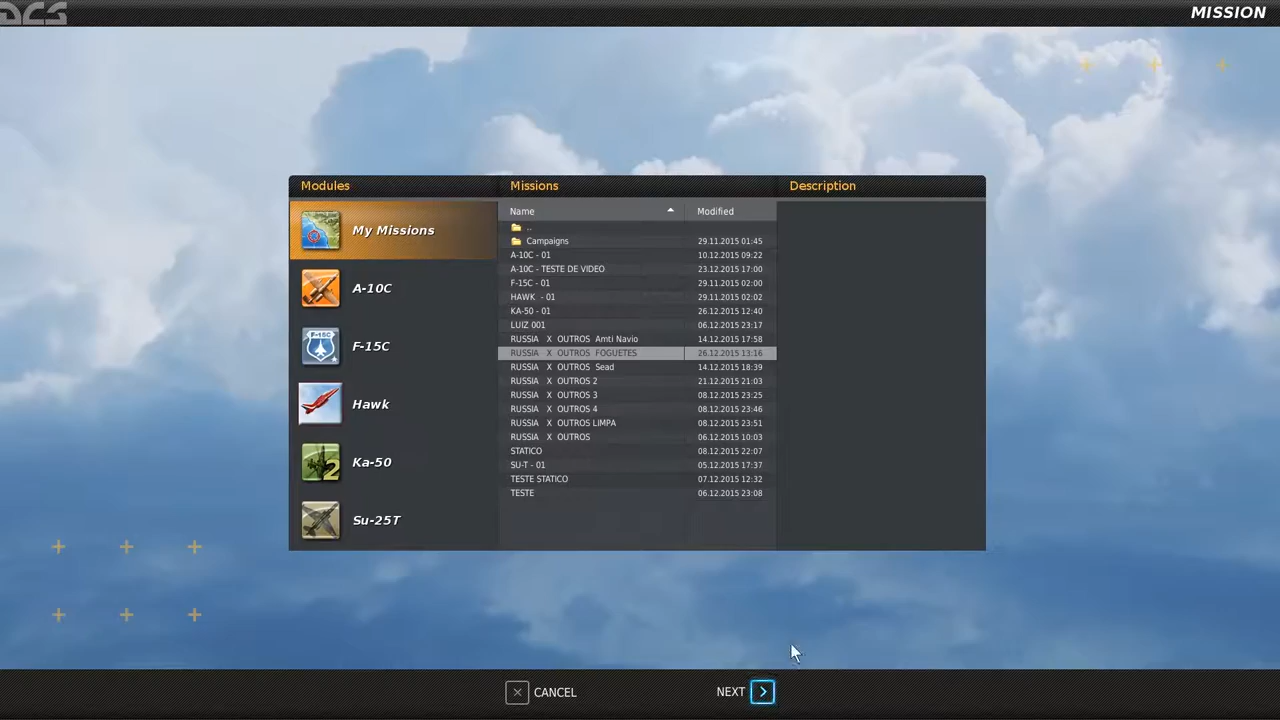 DCS
MISSION
Modules
Missions
Description
My Missions
A-10C
F-15C
F-15C
Hawk
Ka-50
2
Su-25T
Name
Modified
..
Campaigns 29.11.2015 01:45
A-10C - 01 10.12.2015 09:22
A-10C - TESTE DE VIDEO 23.12.2015 17:00
F-15C - 01 29.11.2015 02:00
HAWK - 01 29.11.2015 02:02
KA-50 - 01 26.12.2015 12:40
LUIZ 001 06.12.2015 23:17
RUSSIA X OUTROS Amti Navio 14.12.2015 17:58
RUSSIA X OUTROS FOGUETES 26.12.2015 13:16
RUSSIA X OUTROS Sead 14.12.2015 18:39
RUSSIA X OUTROS 2 21.12.2015 21:03
RUSSIA X OUTROS 3 08.12.2015 23:25
RUSSIA X OUTROS 4 08.12.2015 23:46
RUSSIA X OUTROS LIMPA 08.12.2015 23:51
RUSSIA X OUTROS 06.12.2015 10:03
STATICO 08.12.2015 22:07
SU-T - 01 05.12.2015 17:37
TESTE STATICO 07.12.2015 12:32
TESTE 06.12.2015 23:08
CANCEL
NEXT